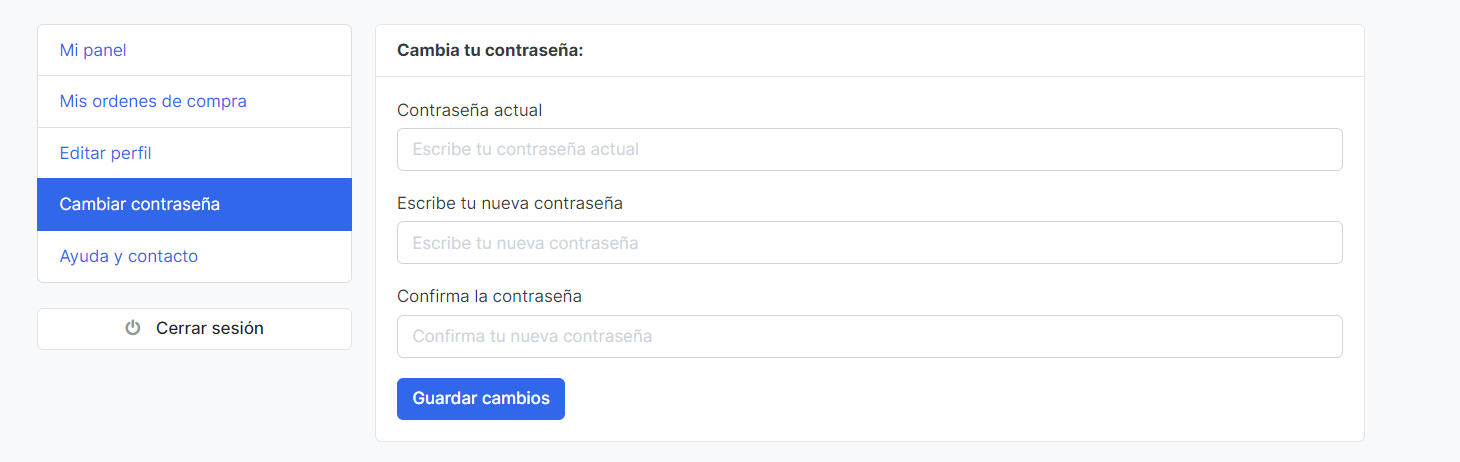 Mi panel
Mis ordenes de compra
Editar perfil
Cambiar contraseña
Ayuda y contacto
Cerrar sesión
Cambia tu contraseña:
Contraseña actual
Escribe tu contraseña actual
Escribe tu nueva contraseña
Escribe tu nueva contraseña
Confirma la contraseña
Confirma tu nueva contraseña
Guardar cambios